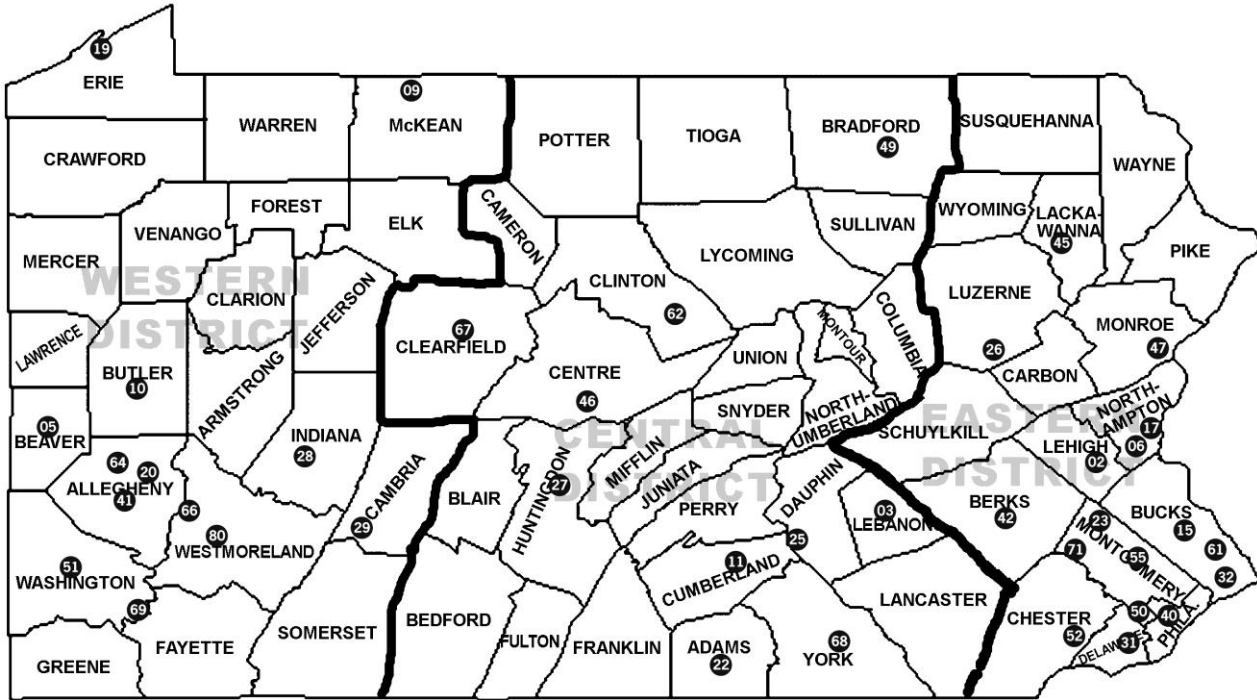 19
ERIE
WARREN
09
McKEAN
POTTER
TIOGA
BRADFORD
49
SUSQUEHANNA
CRAWFORD
WAYNE
FOREST
ELK
CAMERON
SULLIVAN
WYOMING
LACKA-
WANNA
45
VENANGO
MERCER
LYCOMING
PIKE
WESTERN
DISTRICT
CLARION
JEFFERSON
CLINTON
62
LUZERNE
26
COLUMBIA
MONTOUR
MONROE
47
LAWRENCE
67
CLEARFIELD
BUTLER
10
ARMSTRONG
CENTRE
46
UNION
CARBON
SNYDER
NORTH-
UMBERLAND
NORTH-
AMPTON
17
06
05
BEAVER
INDIANA
28
CENTRAL
DISTRICT
EASTERN
DISTRICT
SCHUYLKILL
LEHIGH
02
64
20
ALLEGHENY
41
CAMBRIA
29
BLAIR
HUNTINGDON
27
MIFFLIN
JUNIATA
PERRY
DAUPHIN
25
03
LEBANON
BERKS
42
BUCKS
15
61
32
66
80
WESTMORELAND
23
MONTGOMERY
55
71
51
WASHINGTON
69
11
CUMBERLAND
LANCASTER
CHESTER
52
50
40
PHILA.
31
GREENE
FAYETTE
SOMERSET
BEDFORD
FULTON
FRANKLIN
ADAMS
22
68
YORK